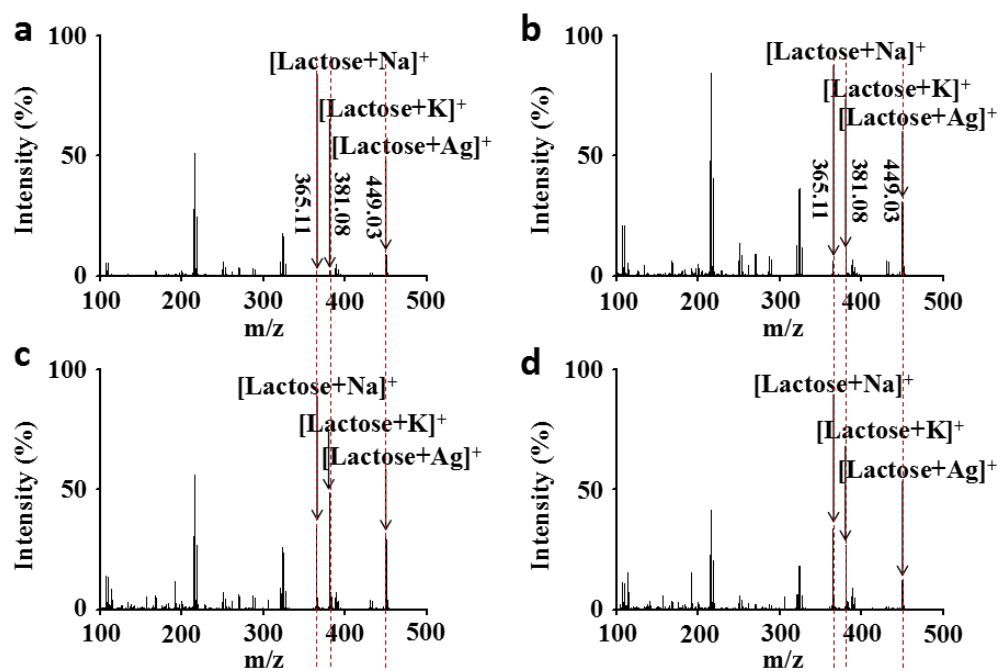 a
100
[Lactose+Na]⁺
[Lactose+K]⁺
[Lactose+Ag]⁺
50
365.11
381.08
449.03
Intensity (%)
0
100 200 300 400 500
m/z
b
100
[Lactose+Na]⁺
[Lactose+K]⁺
[Lactose+Ag]⁺
50
365.11
381.08
449.03
Intensity (%)
0
100 200 300 400 500
m/z
c
100
[Lactose+Na]⁺
[Lactose+K]⁺
[Lactose+Ag]⁺
50
Intensity (%)
0
100 200 300 400 500
m/z
d
100
[Lactose+Na]⁺
[Lactose+K]⁺
[Lactose+Ag]⁺
50
Intensity (%)
0
100 200 300 400 500
m/z